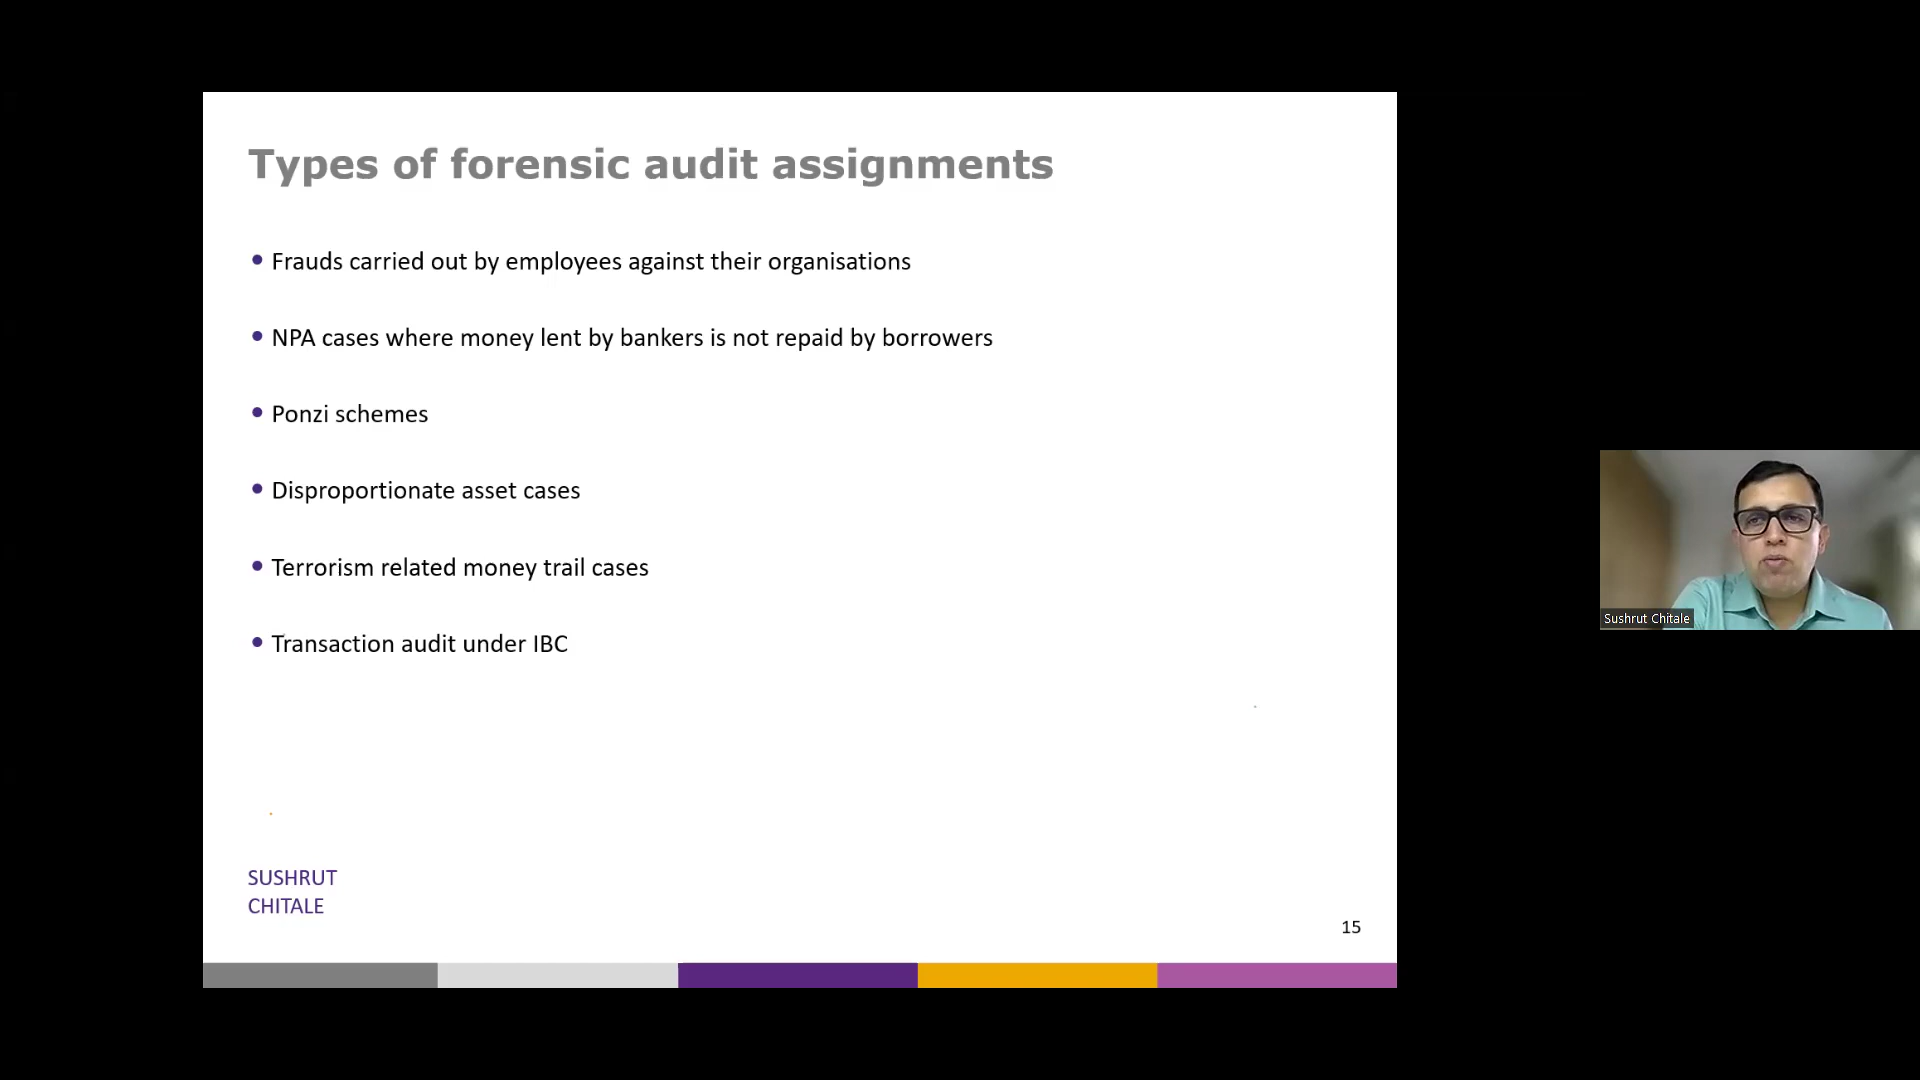 Types of forensic audit assignments
• Frauds carried out by employees against their organisations
• NPA cases where money lent by bankers is not repaid by borrowers
• Ponzi schemes
• Disproportionate asset cases
• Terrorism related money trail cases
• Transaction audit under IBC
SUSHRUT
CHITALE
15
Sushrut Chitale